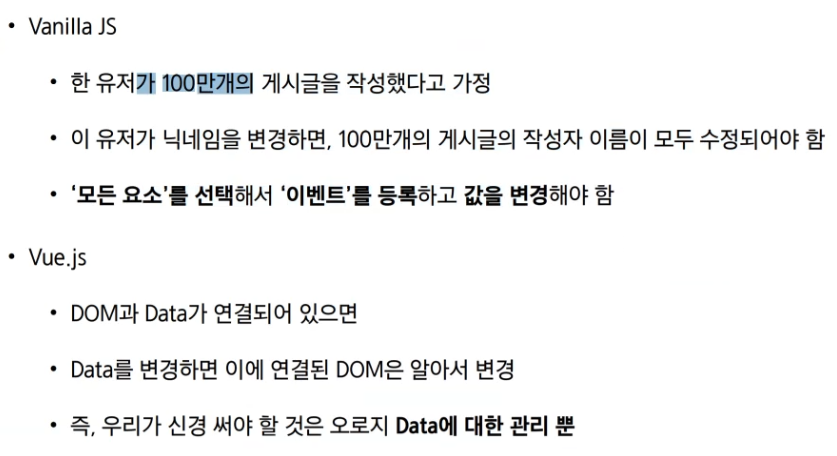 • Vanilla JS
• 한 유저가 100만개의 게시글을 작성했다고 가정
• 이 유저가 닉네임을 변경하면, 100만개의 게시글의 작성자 이름이 모두 수정되어야 함
• ‘모든 요소’를 선택해서 ‘이벤트’를 등록하고 값을 변경해야 함
• Vue.js
• DOM과 Data가 연결되어 있으면
• Data를 변경하면 이에 연결된 DOM은 알아서 변경
• 즉, 우리가 신경 써야 할 것은 오로지 Data에 대한 관리 뿐